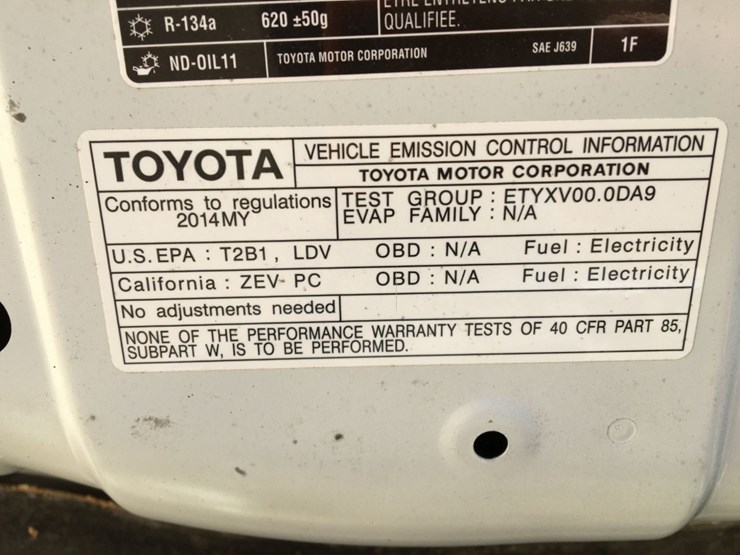 R-134a 620 ±50g
QUALIFIEE.
ND-OIL11 TOYOTA MOTOR CORPORATION SAE J639 1F
TOYOTA VEHICLE EMISSION CONTROL INFORMATION
TOYOTA MOTOR CORPORATION
Conforms to regulations TEST GROUP : ETYXV00.0DA9
2014MY EVAP FAMILY : N/A
U.S.EPA : T2B1, LDV OBD : N/A Fuel : Electricity
California : ZEV- PC OBD : N/A Fuel : Electricity
No adjustments needed
NONE OF THE PERFORMANCE WARRANTY TESTS OF 40 CFR PART 85,
SUBPART W, IS TO BE PERFORMED.